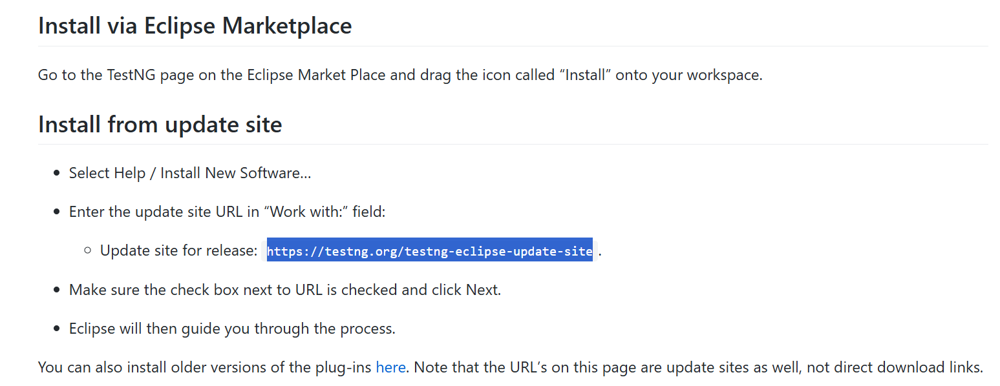 Install via Eclipse Marketplace
Go to the TestNG page on the Eclipse Market Place and drag the icon called “Install” onto your workspace.
Install from update site
Select Help / Install New Software…
Enter the update site URL in “Work with:” field:
Update site for release: https://testng.org/testng-eclipse-update-site .
Make sure the check box next to URL is checked and click Next.
Eclipse will then guide you through the process.
You can also install older versions of the plug-ins here. Note that the URL’s on this page are update sites as well, not direct download links.